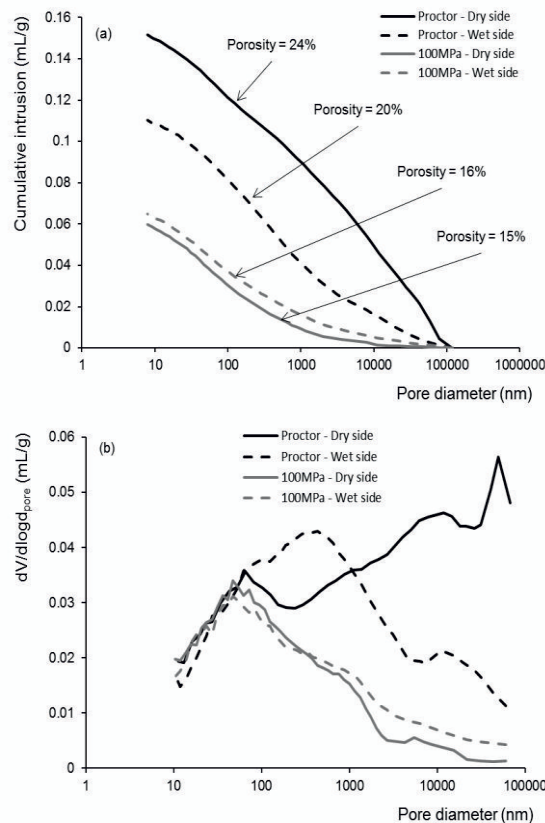 (a)
Proctor - Dry side
Proctor - Wet side
100MPa - Dry side
100MPa - Wet side
Porosity = 24%
Porosity = 20%
Porosity = 16%
Porosity = 15%
Cumulative intrusion (mL/g)
0.16
0.14
0.12
0.1
0.08
0.06
0.04
0.02
0
1 10 100 1000 10000 100000 1000000
Pore diameter (nm)
(b)
Proctor - Dry side
Proctor - Wet side
100MPa - Dry side
100MPa - Wet side
dV/dlogdpore (mL/g)
0.06
0.05
0.04
0.03
0.02
0.01
0
1 10 100 1000 10000 100000
Pore diameter (nm)